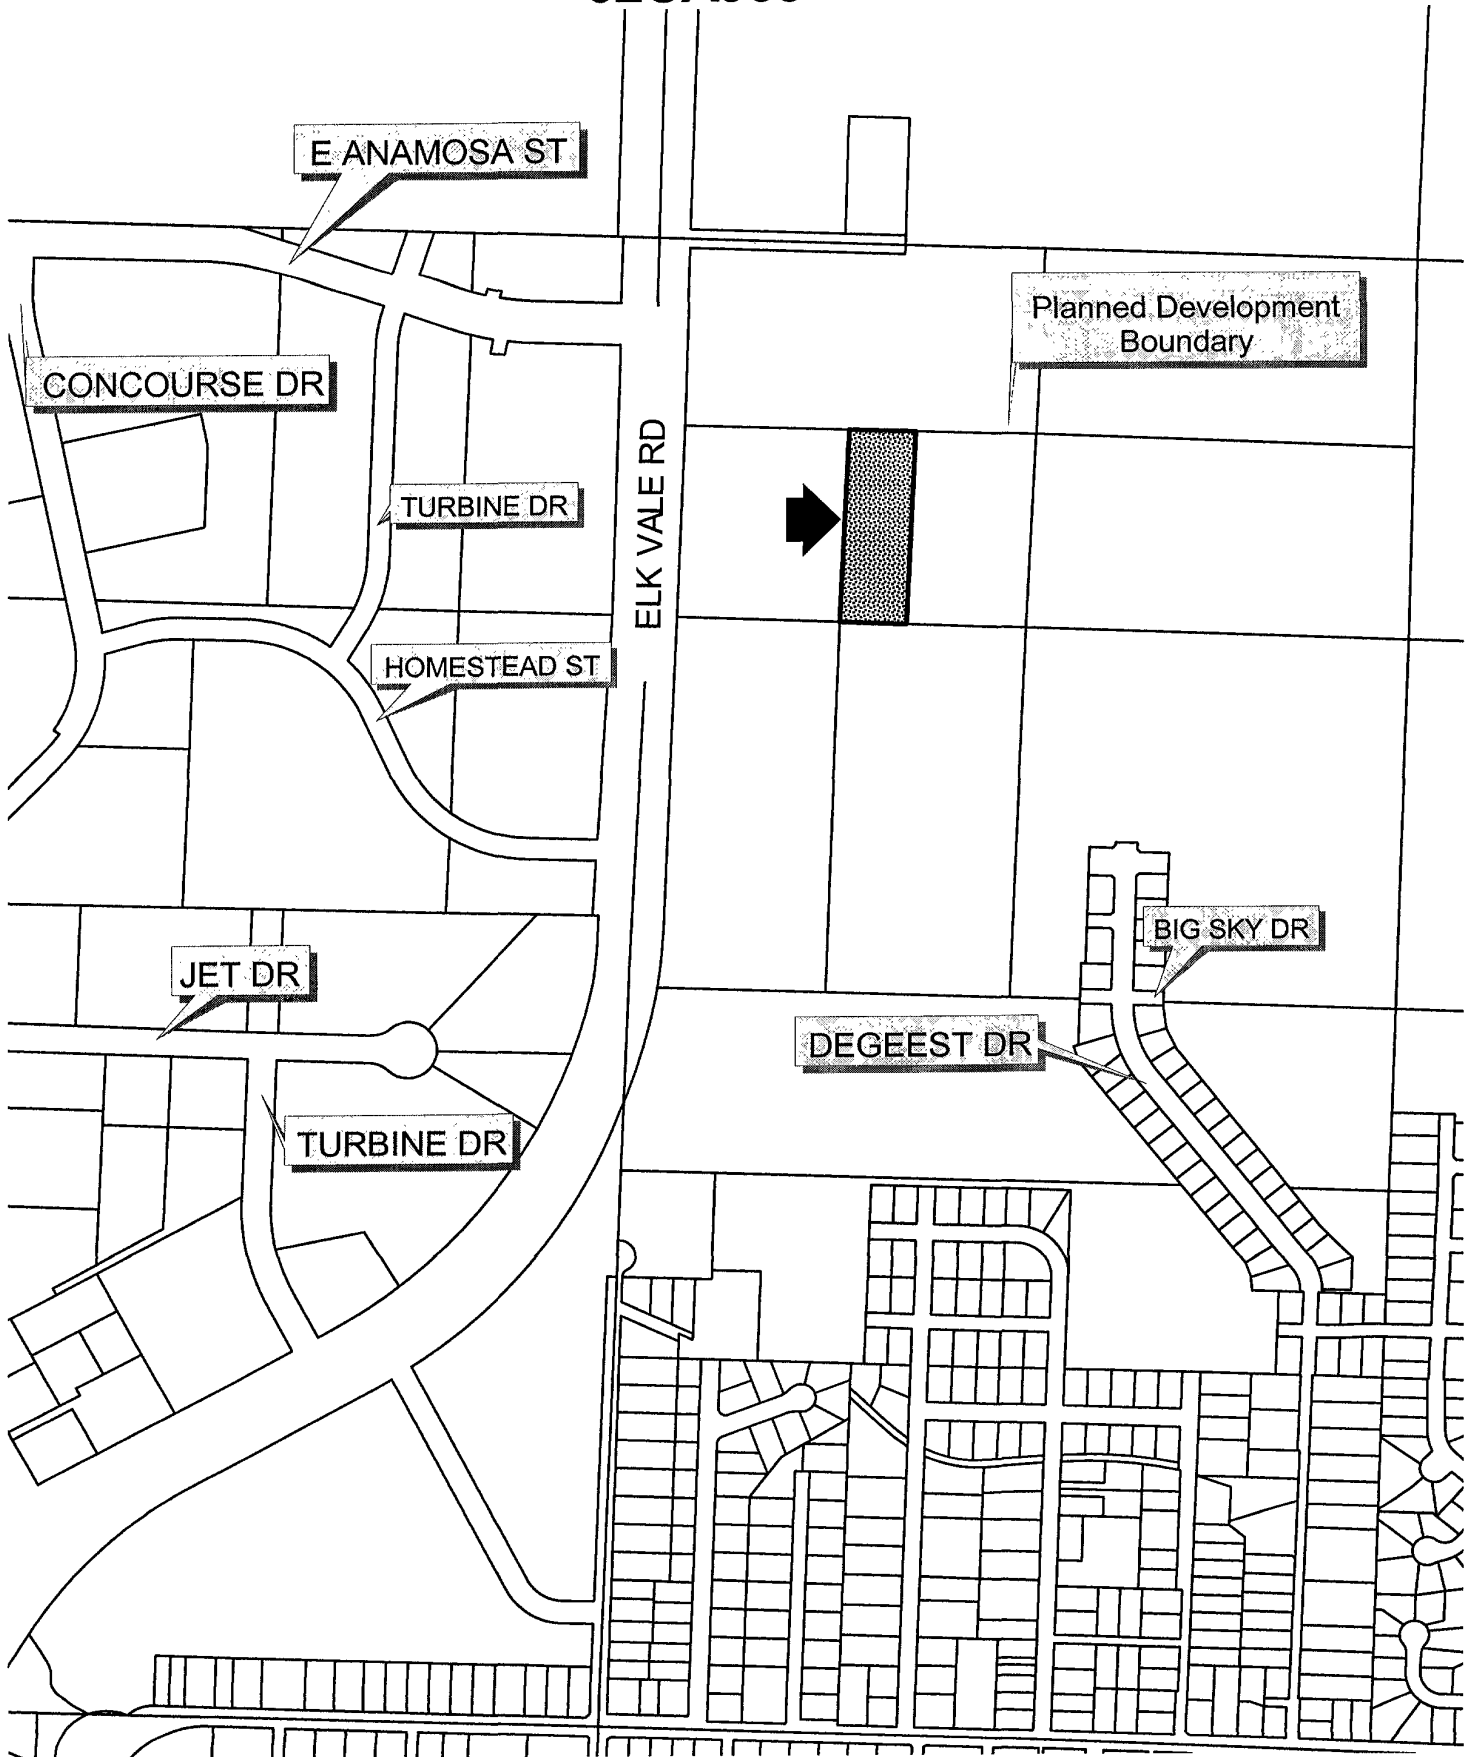 E ANAMOSA ST
Planned Development
Boundary
CONCOURSE DR
TURBINE DR
ELK VALE RD
HOMESTEAD ST
BIG SKY DR
JET DR
DEGEEST DR
TURBINE DR